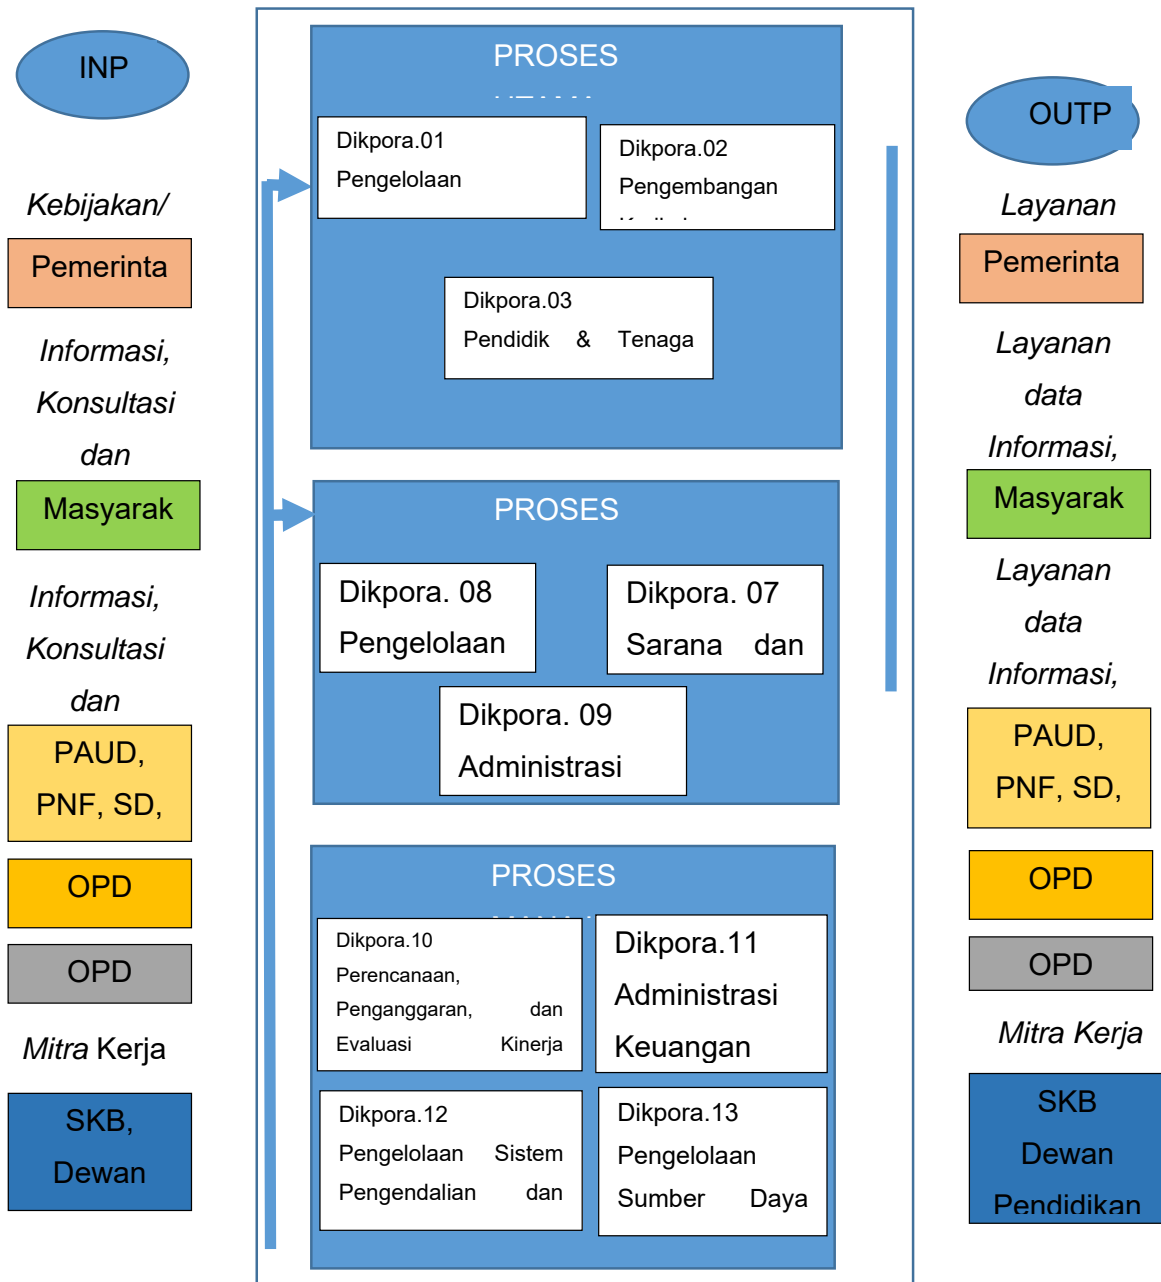 INP
Kebijakan/
Pemerinta
Informasi,
Konsultasi
dan
Masyarak
Informasi,
Konsultasi
dan
PAUD,
PNF, SD,
OPD
OPD
Mitra Kerja
SKB,
Dewan
PROSES
Dikpora.01
Pengelolaan
Dikpora.02
Pengembangan
Dikpora.03
Pendidik & Tenaga
PROSES
Dikpora. 08
Pengelolaan
Dikpora. 07
Sarana dan
Dikpora. 09
Administrasi
PROSES
Dikpora.10
Perencanaan,
Penganggaran, dan
Evaluasi Kinerja
Dikpora.11
Administrasi
Keuangan
Dikpora.12
Pengelolaan Sistem
Pengendalian dan
Dikpora.13
Pengelolaan
Sumber Daya
OUTP
Layanan
Pemerinta
Layanan
data
Informasi,
Masyarak
Layanan
data
Informasi,
PAUD,
PNF, SD,
OPD
OPD
Mitra Kerja
SKB
Dewan
Pendidikan